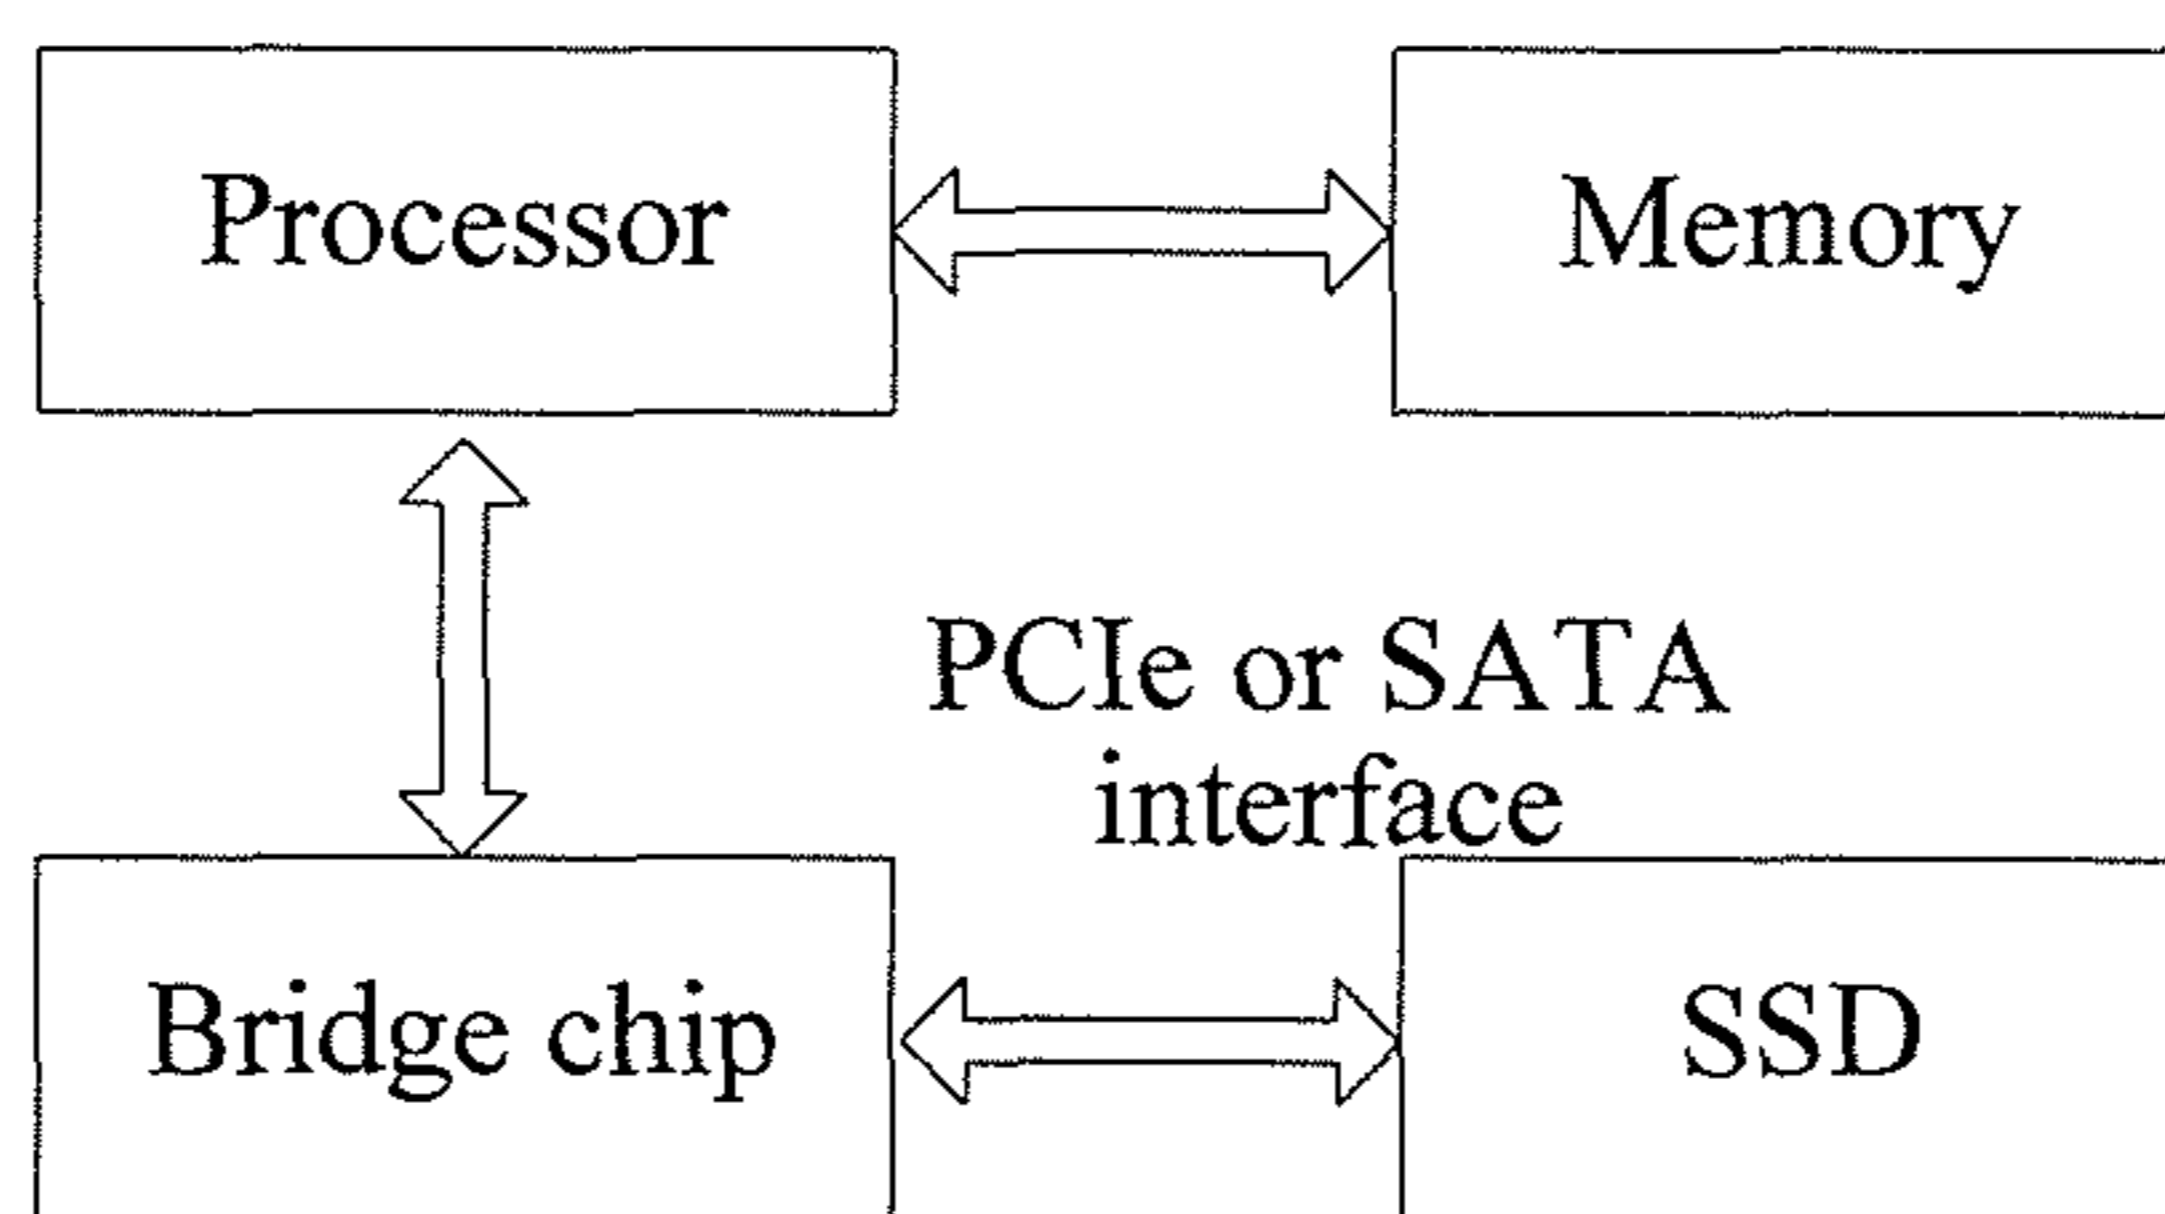 Processor
Memory
PCIe or SATA
interface
Bridge chip
SSD